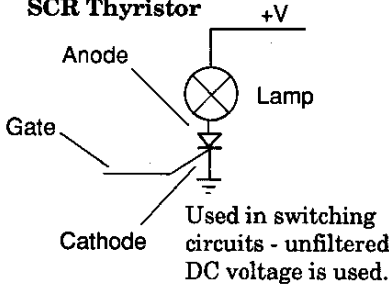 SCR Thyristor
+V
Anode
Lamp
Gate
Cathode
Used in switching
circuits - unfiltered
DC voltage is used.